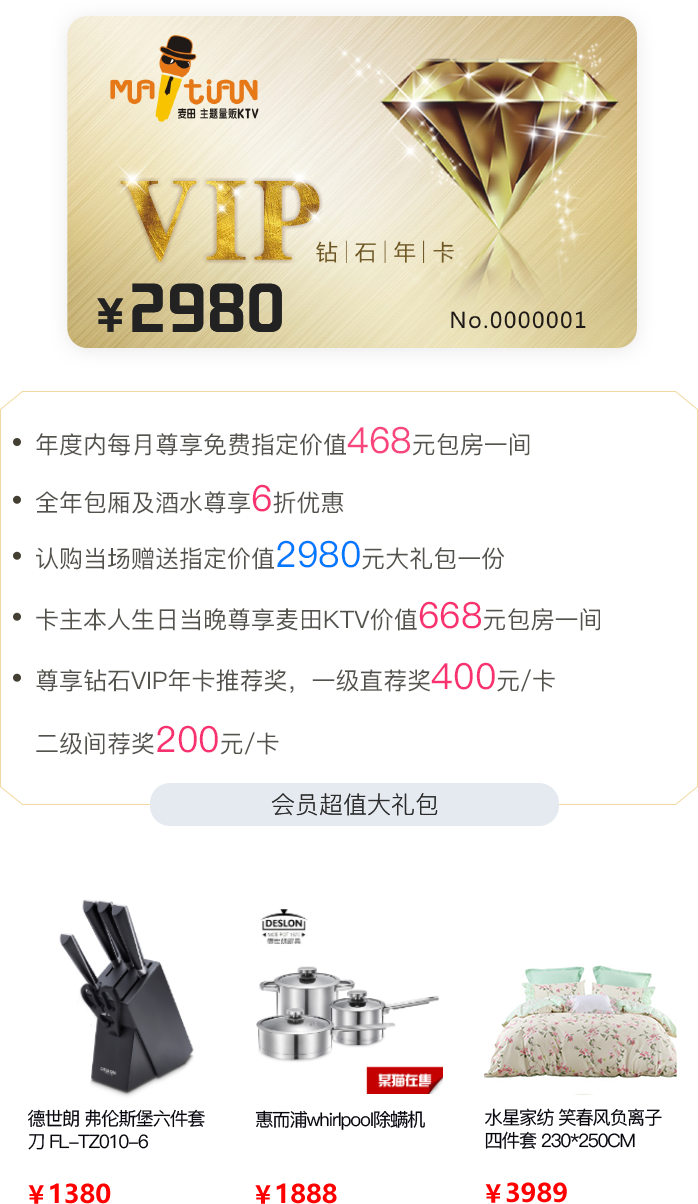 MAiTiAN
麦田 主题量贩KTV
VIP 钻|石|年|卡
¥2980
No.0000001
• 年度内每月尊享免费指定价值468元包房一间
• 全年包厢及酒水尊享6折优惠
• 认购当场赠送指定价值2980元大礼包一份
• 卡主本人生日当晚尊享麦田KTV价值668元包房一间
• 尊享钻石VIP年卡推荐奖，一级直荐奖400元/卡
二级间荐奖200元/卡
会员超值大礼包
DESLON
德世朗厨具
某猫在售
德世朗 弗伦斯堡六件套
刀 FL-TZ010-6
¥1380
惠而浦whirlpool除螨机
¥1888
水星家纺 笑春风负离子
四件套 230*250CM
¥3989